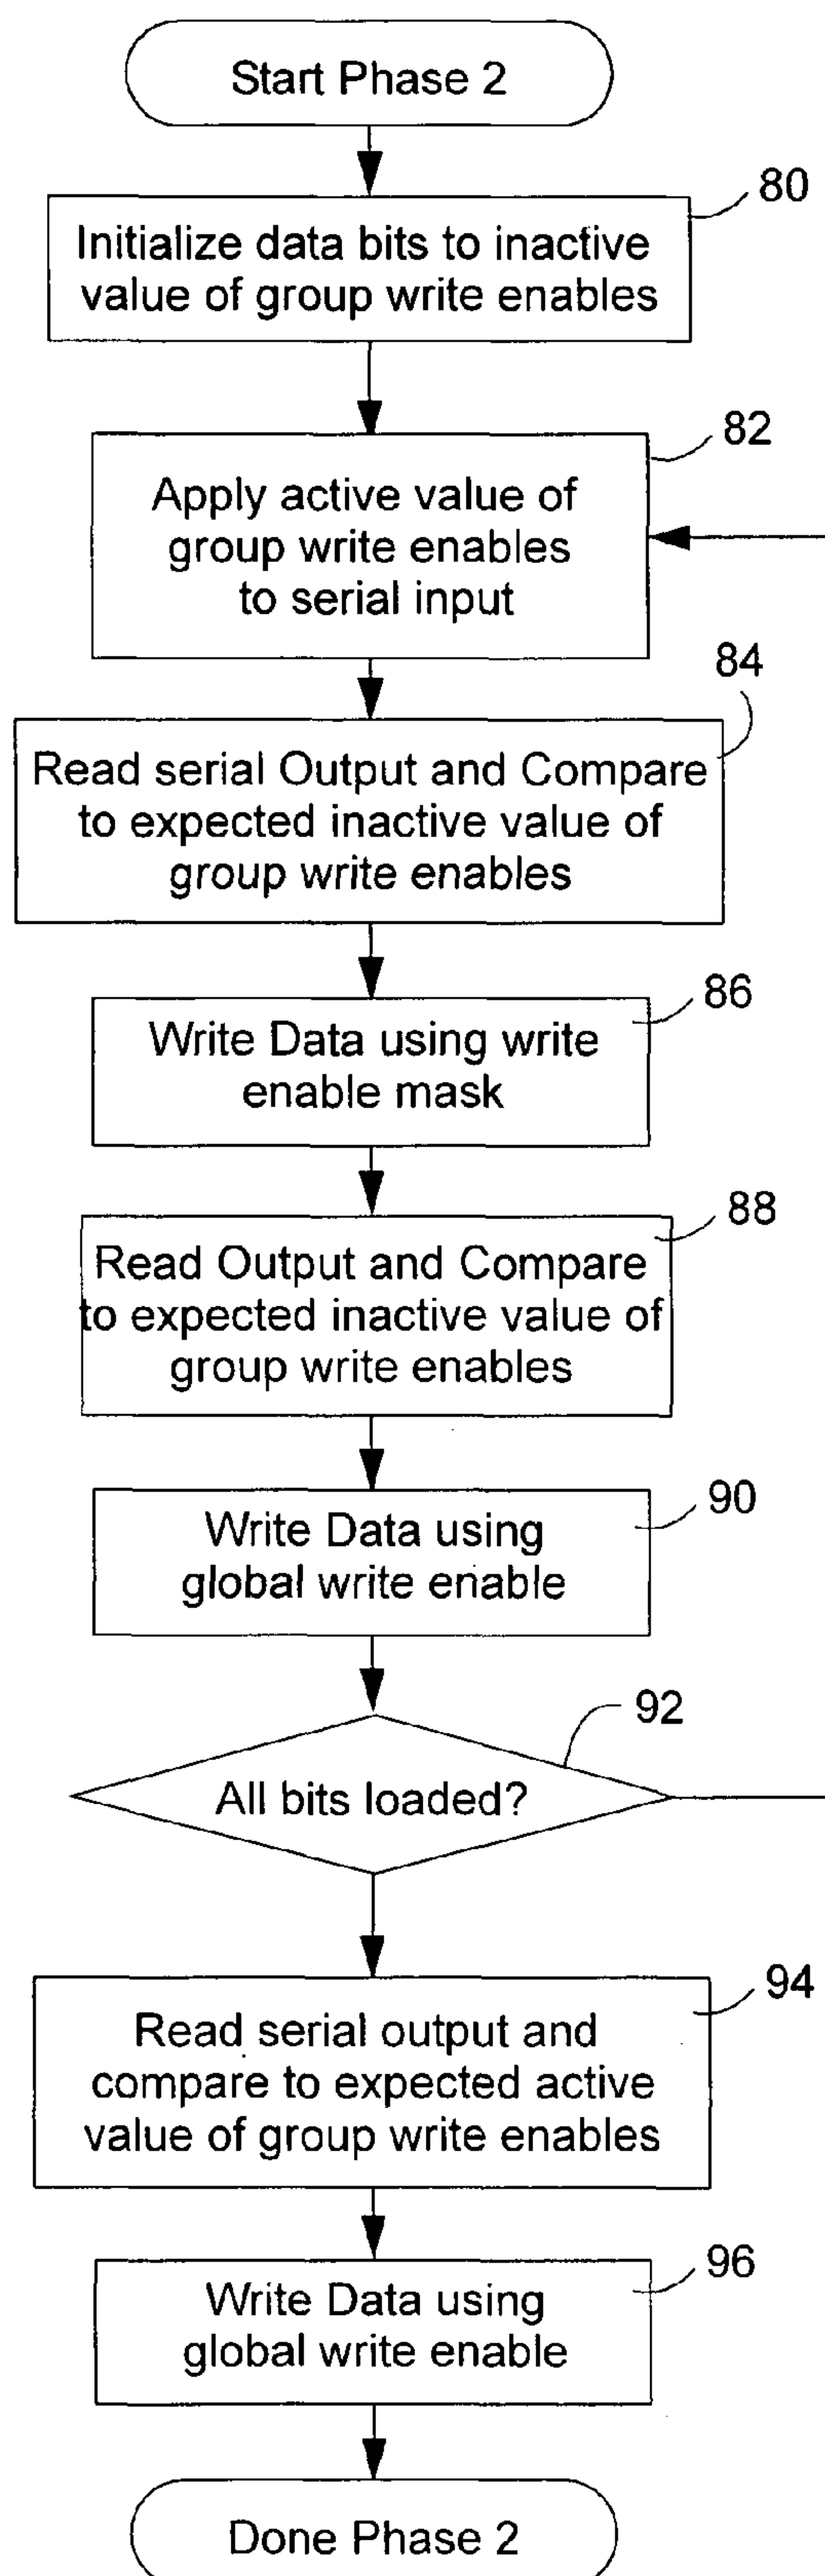 Start Phase 2
80
Initialize data bits to inactive
value of group write enables
82
Apply active value of
group write enables
to serial input
84
Read serial Output and Compare
to expected inactive value of
group write enables
86
Write Data using write
enable mask
88
Read Output and Compare
to expected inactive value of
group write enables
90
Write Data using
global write enable
92
All bits loaded?
94
Read serial output and
compare to expected active
value of group write enables
96
Write Data using
global write enable
Done Phase 2